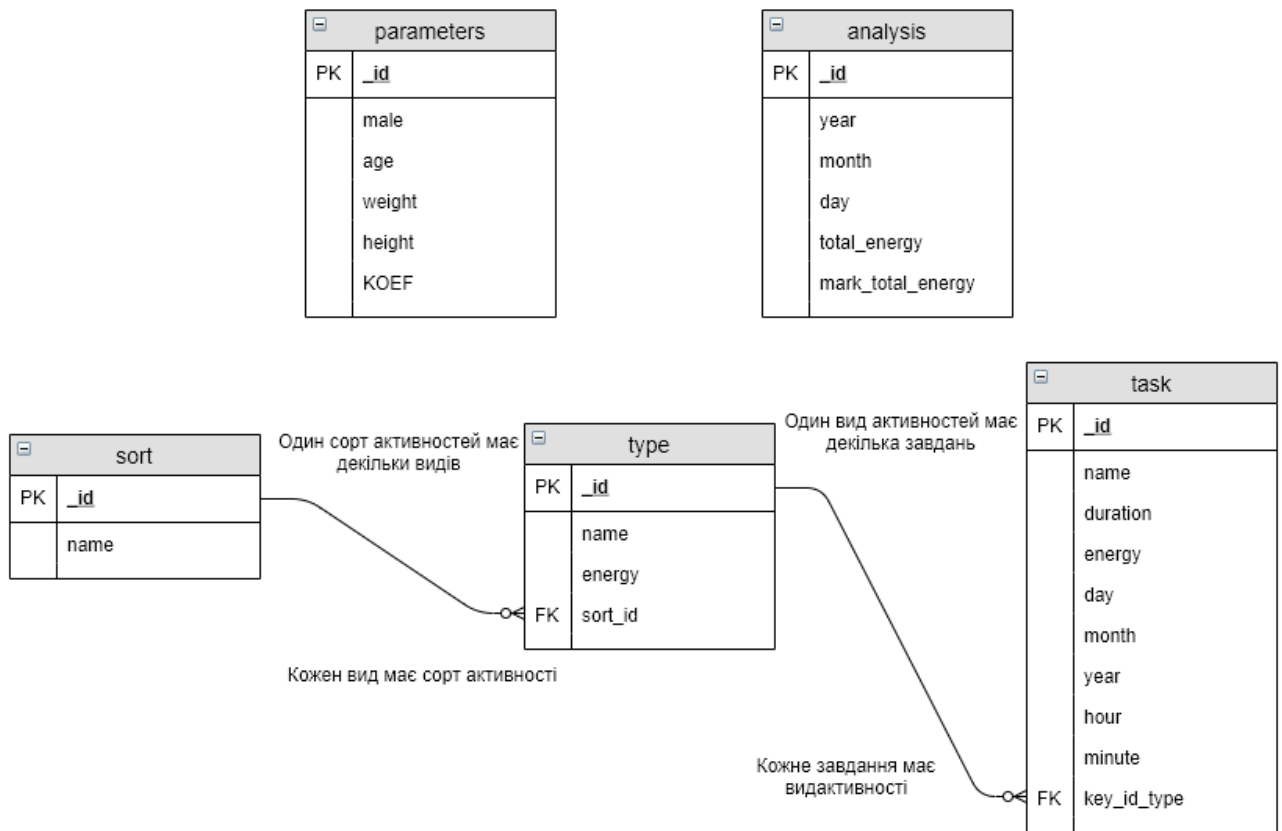 parameters
PK _id
male
age
weight
height
KOEF
analysis
PK _id
year
month
day
total_energy
mark_total_energy
sort
PK _id
name
Один сорт активностей має
декільки видів
Кожен вид має сорт активності
type
PK _id
name
energy
FK sort_id
Один вид активностей має
декілька завдань
Кожне завдання має
видактивності
task
PK _id
name
duration
energy
day
month
year
hour
minute
FK key_id_type